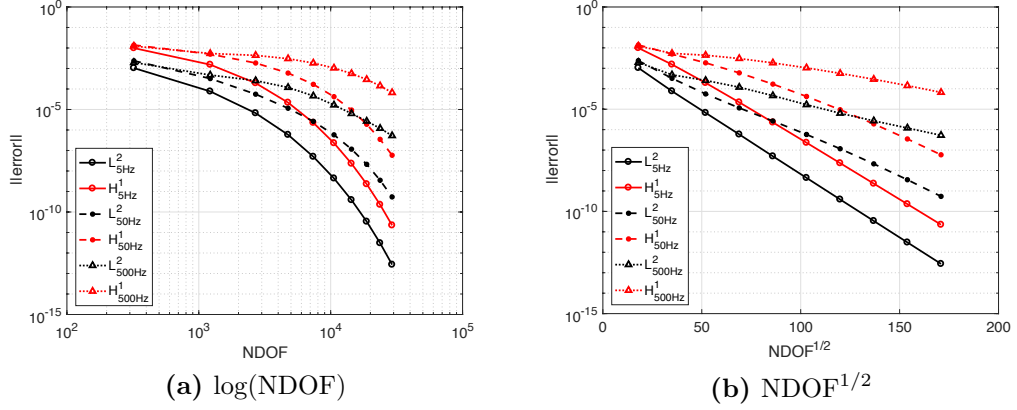 10^0
10^-5
10^-10
10^-15
||error||
L^2_5Hz
H^1_5Hz
L^2_50Hz
H^1_50Hz
L^2_500Hz
H^1_500Hz
10^2 10^3 10^4 10^5
NDOF
(a) log(NDOF)
10^0
10^-5
10^-10
10^-15
||error||
L^2_5Hz
H^1_5Hz
L^2_50Hz
H^1_50Hz
L^2_500Hz
H^1_500Hz
0 50 100 150 200
NDOF^1/2
(b) NDOF^1/2